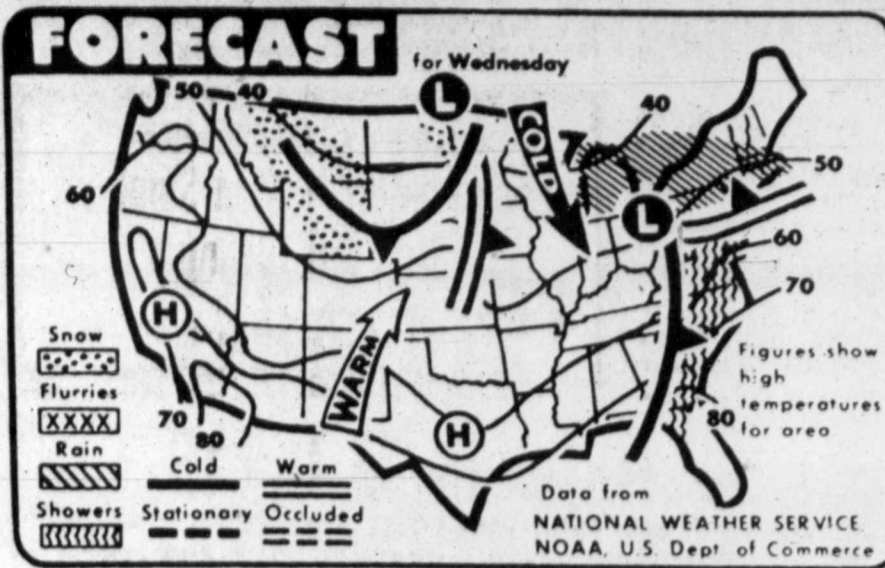 FORECAST
for Wednesday
50 40
L
COLD
40
50
60
L
60
70
H
Snow
WARM
Figures show
high
temperatures
for area
Flurries
XXXX
70
80
H
80
Rain
Cold
Warm
Showers
Stationary
Occluded
Data from
NATIONAL WEATHER SERVICE.
NOAA, U.S. Dept. of Commerce